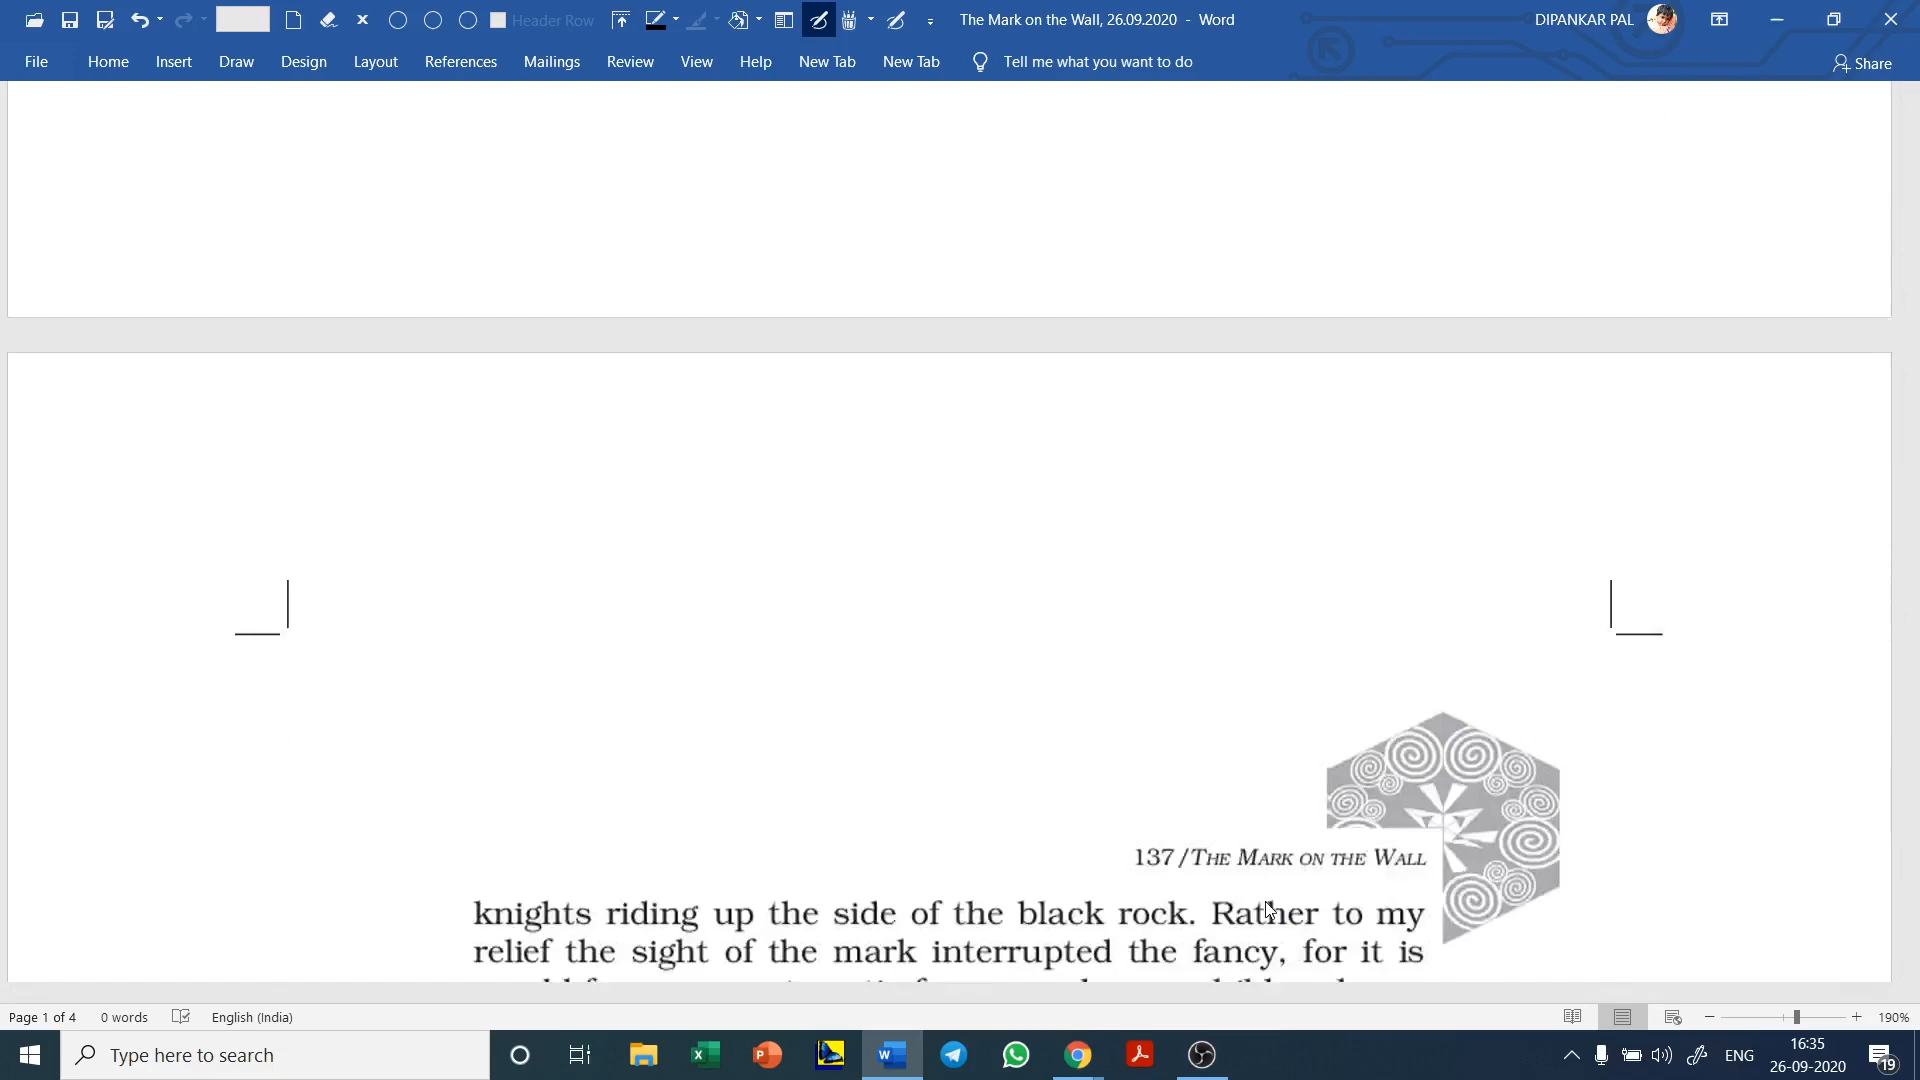 Header Row
The Mark on the Wall, 26.09.2020 - Word
DIPANKAR PAL
File Home Insert Draw Design Layout References Mailings Review View Help New Tab New Tab Tell me what you want to do
Share
137/THE MARK ON THE WALL
knights riding up the side of the black rock. Rather to my
relief the sight of the mark interrupted the fancy, for it is
Page 1 of 4 0 words English (India)
190%
Type here to search
ENG
16:35
26-09-2020
19